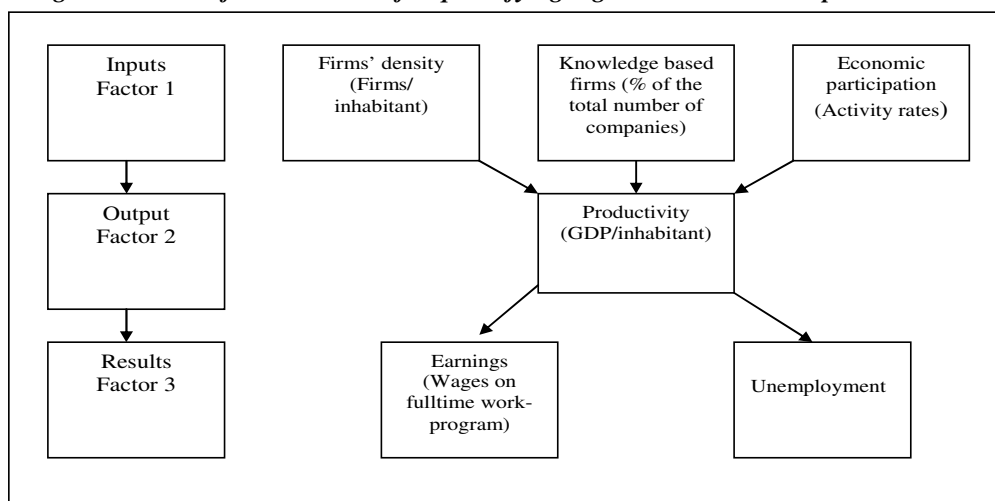 Inputs
Factor 1
Firms' density
(Firms/
inhabitant)
Knowledge based
firms (% of the
total number of
companies)
Economic
participation
(Activity rates)
Output
Factor 2
Productivity
(GDP/inhabitant)
Results
Factor 3
Earnings
(Wages on
fulltime work-
program)
Unemployment